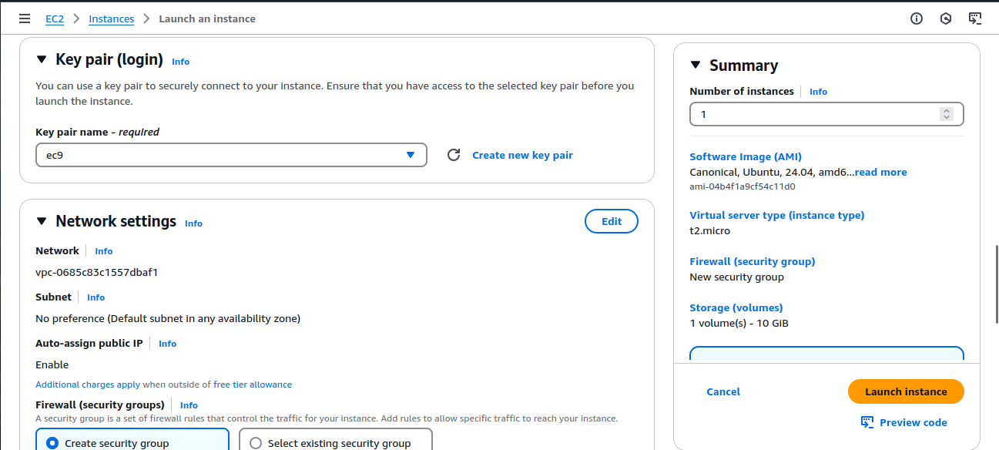 EC2 Instances Launch an instance
Key pair (login) Info
You can use a key pair to securely connect to your instance. Ensure that you have access to the selected key pair before you
launch the instance.
Key pair name - required
ec9
Create new key pair
Network settings Info
Edit
Network Info
vpc-0685c83c1557dbaf1
Subnet Info
No preference (Default subnet in any availability zone)
Auto-assign public IP Info
Enable
Additional charges apply when outside of free tier allowance
Firewall (security groups) Info
A security group is a set of firewall rules that control the traffic for your instance. Add rules to allow specific traffic to reach your instance.
Create security group
Select existing security group
Summary
Number of instances Info
1
Software Image (AMI)
Canonical, Ubuntu, 24.04, amd6...read more
ami-04b4f1a9cf54c11d0
Virtual server type (instance type)
t2.micro
Firewall (security group)
New security group
Storage (volumes)
1 volume(s) - 10 GiB
Cancel
Launch instance
Preview code